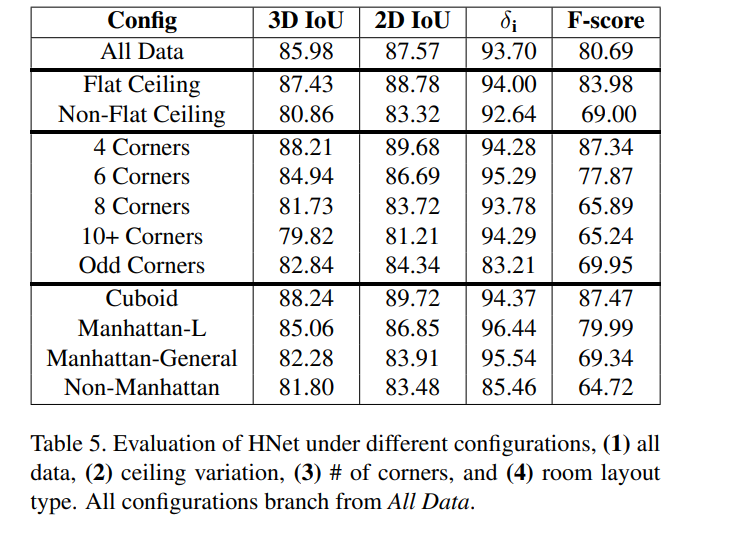 Config 3D IoU 2D IoU δi F-score
All Data 85.98 87.57 93.70 80.69
Flat Ceiling 87.43 88.78 94.00 83.98
Non-Flat Ceiling 80.86 83.32 92.64 69.00
4 Corners 88.21 89.68 94.28 87.34
6 Corners 84.94 86.69 95.29 77.87
8 Corners 81.73 83.72 93.78 65.89
10+ Corners 79.82 81.21 94.29 65.24
Odd Corners 82.84 84.34 83.21 69.95
Cuboid 88.24 89.72 94.37 87.47
Manhattan-L 85.06 86.85 96.44 79.99
Manhattan-General 82.28 83.91 95.54 69.34
Non-Manhattan 81.80 83.48 85.46 64.72
Table 5. Evaluation of HNet under different configurations, (1) all
data, (2) ceiling variation, (3) # of corners, and (4) room layout
type. All configurations branch from All Data.